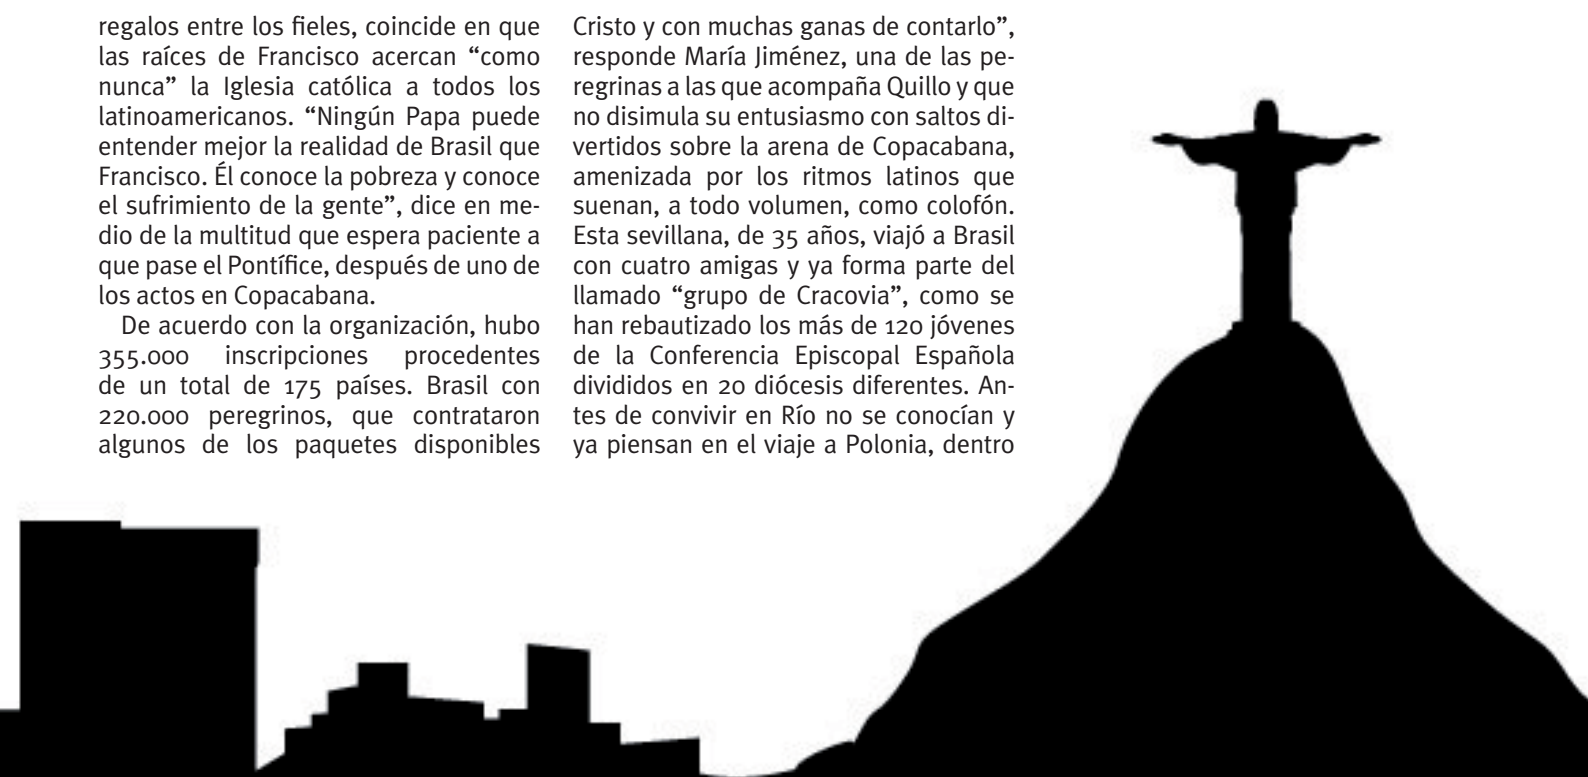 regalos entre los fieles, coincide en que
las raíces de Francisco acercan “como
nunca” la Iglesia católica a todos los
latinoamericanos. “Ningún Papa puede
entender mejor la realidad de Brasil que
Francisco. Él conoce la pobreza y conoce
el sufrimiento de la gente”, dice en me-
dio de la multitud que espera paciente a
que pase el Pontífice, después de uno de
los actos en Copacabana.
De acuerdo con la organización, hubo
355.000 inscripciones procedentes
de un total de 175 países. Brasil con
220.000 peregrinos, que contrataron
algunos de los paquetes disponibles
Cristo y con muchas ganas de contarlo”,
responde María Jiménez, una de las pe-
regrinas a las que acompaña Quillo y que
no disimula su entusiasmo con saltos di-
vertidos sobre la arena de Copacabana,
amenizada por los ritmos latinos que
suenan, a todo volumen, como colofón.
Esta sevillana, de 35 años, viajó a Brasil
con cuatro amigas y ya forma parte del
llamado “grupo de Cracovia”, como se
han rebautizado los más de 120 jóvenes
de la Conferencia Episcopal Española
divididos en 20 diócesis diferentes. An-
tes de convivir en Río no se conocían y
ya piensan en el viaje a Polonia, dentro